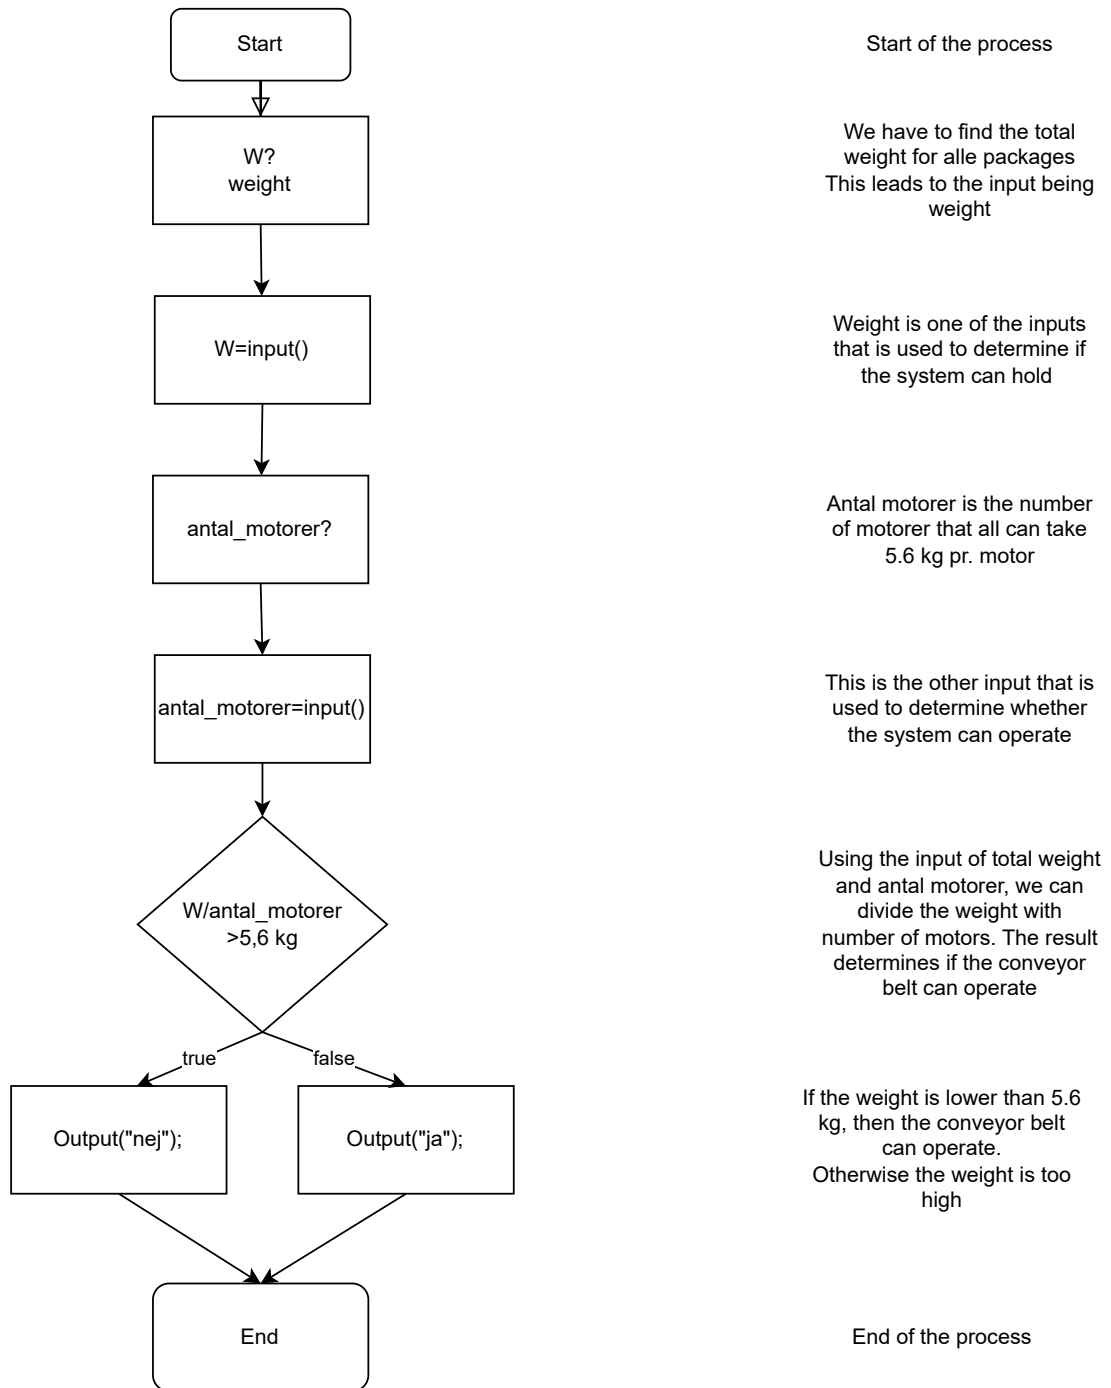 Start
Start of the process
W?
weight
We have to find the total
weight for alle packages
This leads to the input being
weight
W=input()
Weight is one of the inputs
that is used to determine if
the system can hold
antal_motorer?
Antal motorer is the number
of motorer that all can take
5.6 kg pr. motor
antal_motorer=input()
This is the other input that is
used to determine whether
the system can operate
W/antal_motorer
>5,6 kg
Using the input of total weight
and antal motorer, we can
divide the weight with
number of motors. The result
determines if the conveyor
belt can operate
true
false
Output("nej");
Output("ja");
If the weight is lower than 5.6
kg, then the conveyor belt
can operate.
Otherwise the weight is too
high
End
End of the process